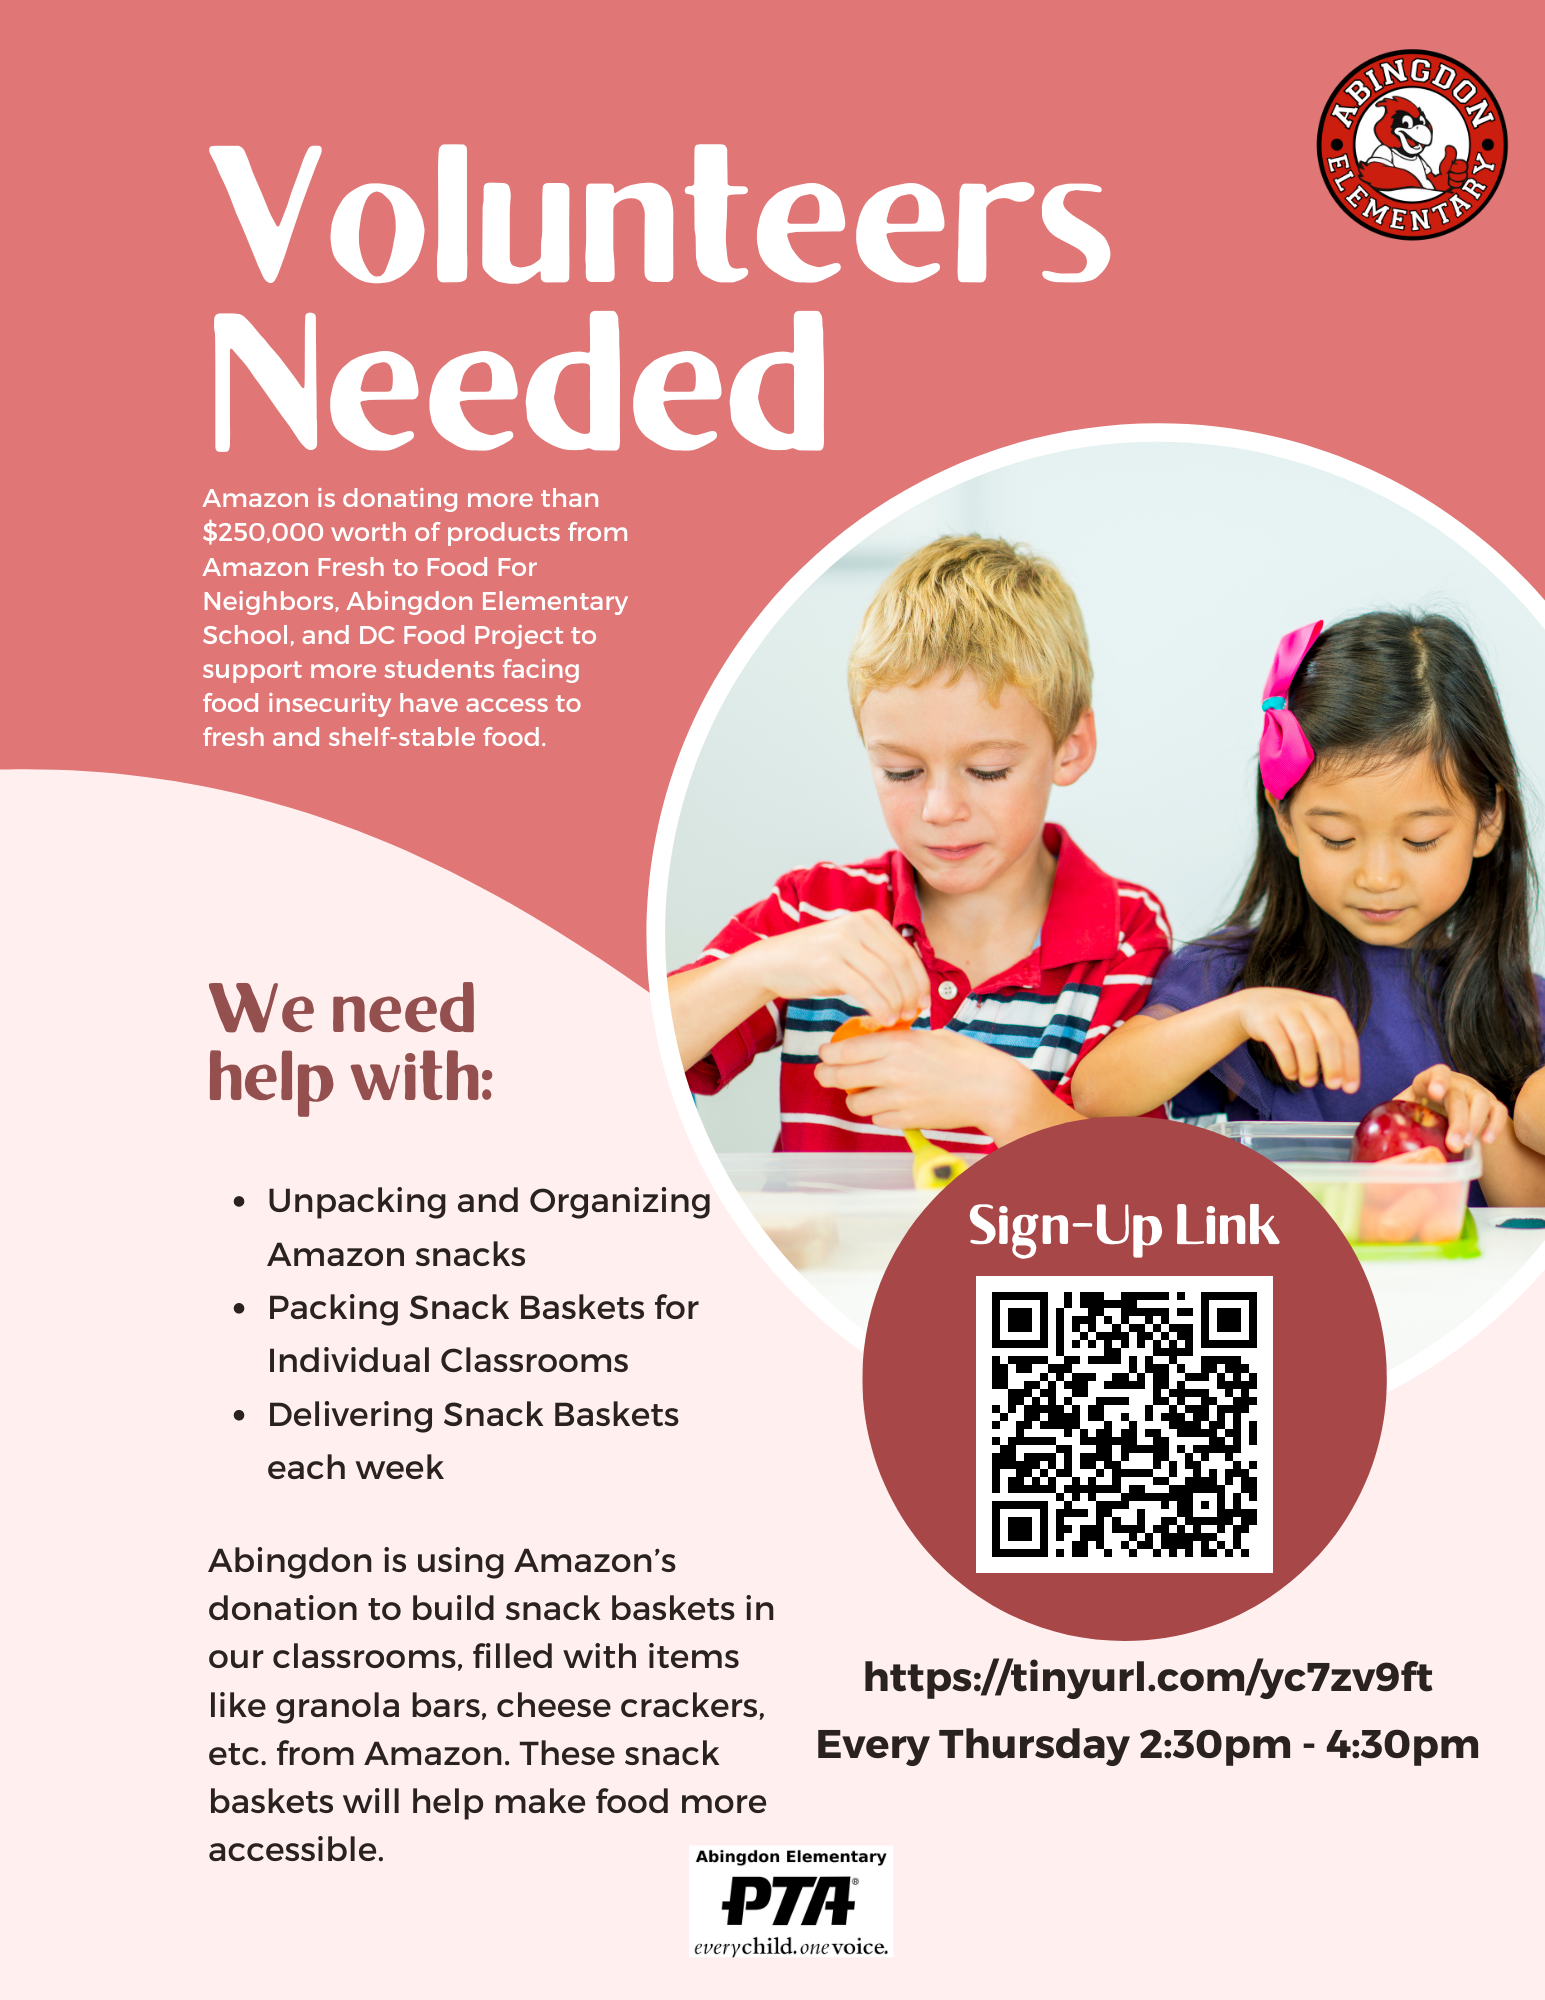 ABINGDON
ELEMENTARY
Volunteers
Needed
Amazon is donating more than
$250,000 worth of products from
Amazon Fresh to Food For
Neighbors, Abingdon Elementary
School, and DC Food Project to
support more students facing
food insecurity have access to
fresh and shelf-stable food.
We need
help with:
• Unpacking and Organizing
Amazon snacks
• Packing Snack Baskets for
Individual Classrooms
• Delivering Snack Baskets
each week
Abingdon is using Amazon’s
donation to build snack baskets in
our classrooms, filled with items
like granola bars, cheese crackers,
etc. from Amazon. These snack
baskets will help make food more
accessible.
Sign-Up Link
https://tinyurl.com/yc7zv9ft
Every Thursday 2:30pm - 4:30pm
Abingdon Elementary
PTA®
everychild.onevoice.